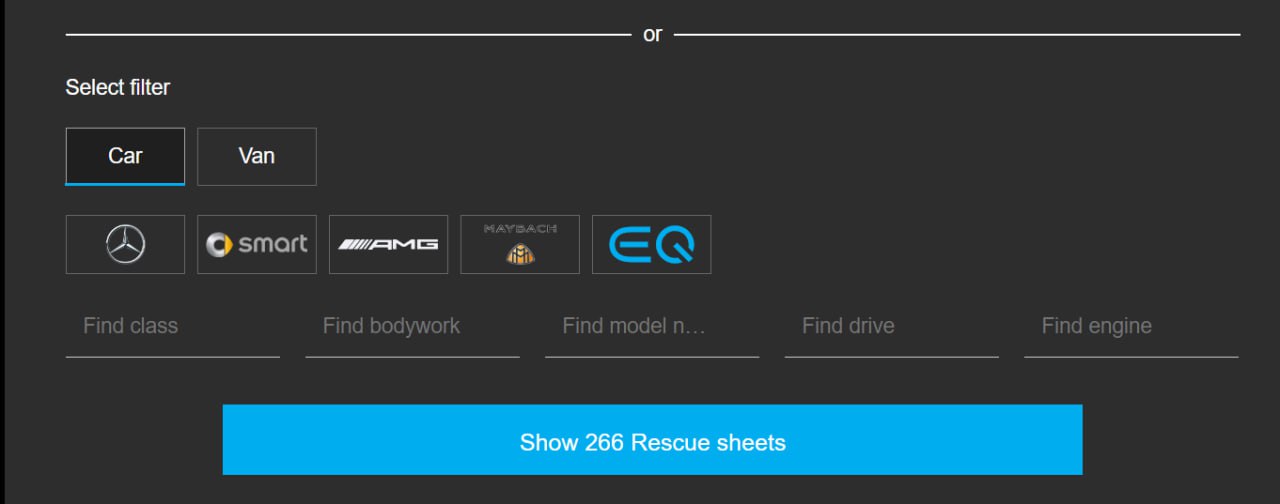 or
Select filter
Car Van
smart AMG MAYBACH EQ
Find class Find bodywork Find model n… Find drive Find engine
Show 266 Rescue sheets